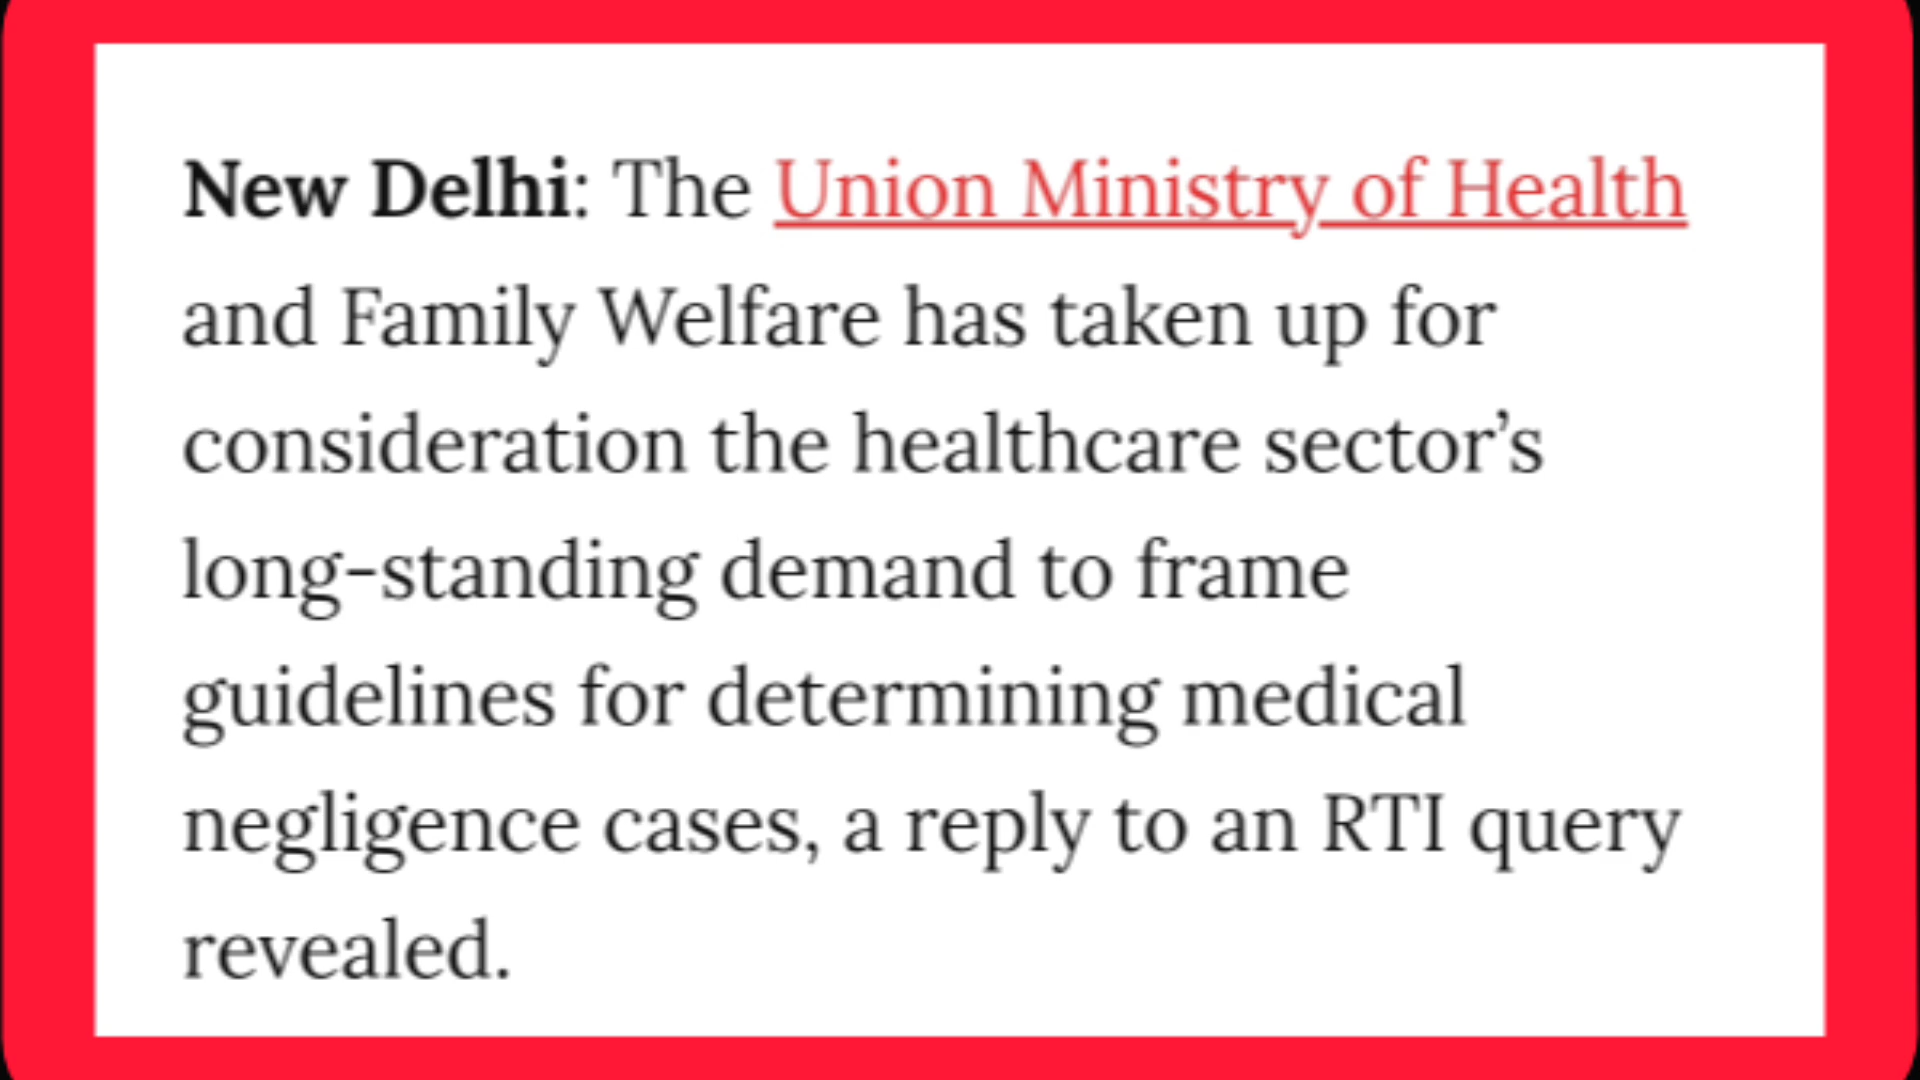 New Delhi: The Union Ministry of Health
and Family Welfare has taken up for
consideration the healthcare sector’s
long-standing demand to frame
guidelines for determining medical
negligence cases, a reply to an RTI query
revealed.